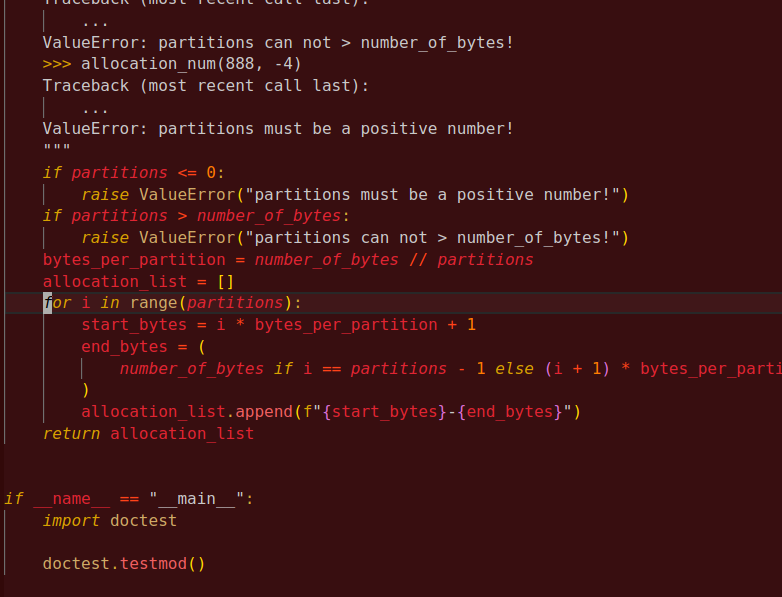 Traceback (most recent call last):
...
ValueError: partitions can not > number_of_bytes!
>>> allocation_num(888, -4)
Traceback (most recent call last):
...
ValueError: partitions must be a positive number!
"""
if partitions <= 0:
raise ValueError("partitions must be a positive number!")
if partitions > number_of_bytes:
raise ValueError("partitions can not > number_of_bytes!")
bytes_per_partition = number_of_bytes // partitions
allocation_list = []
for i in range(partitions):
start_bytes = i * bytes_per_partition + 1
end_bytes = (
number_of_bytes if i == partitions - 1 else (i + 1) * bytes_per_parti
)
allocation_list.append(f"{start_bytes}-{end_bytes}")
return allocation_list
if __name__ == "__main__":
import doctest
doctest.testmod()